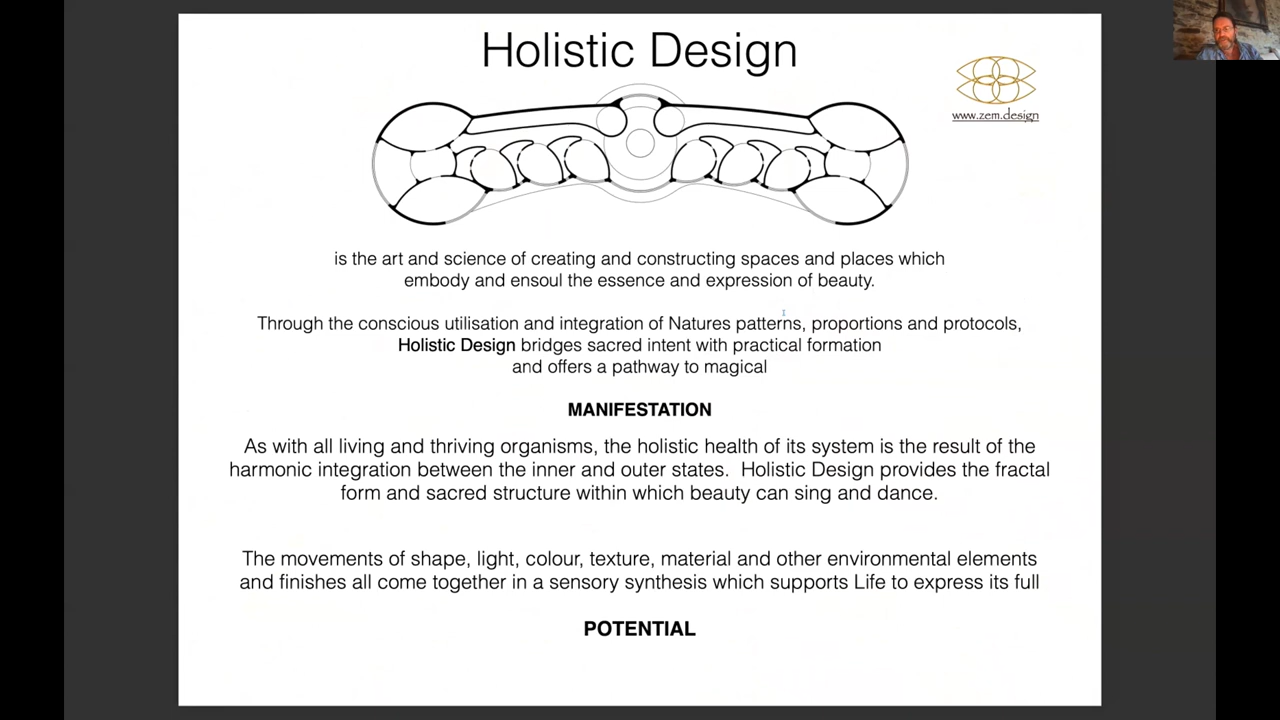 Holistic Design
www.zem.design
is the art and science of creating and constructing spaces and places which
embody and ensoul the essence and expression of beauty.
Through the conscious utilisation and integration of Natures patterns, proportions and protocols,
Holistic Design bridges sacred intent with practical formation
and offers a pathway to magical
MANIFESTATION
As with all living and thriving organisms, the holistic health of its system is the result of the
harmonic integration between the inner and outer states.  Holistic Design provides the fractal
form and sacred structure within which beauty can sing and dance.
The movements of shape, light, colour, texture, material and other environmental elements
and finishes all come together in a sensory synthesis which supports Life to express its full
POTENTIAL